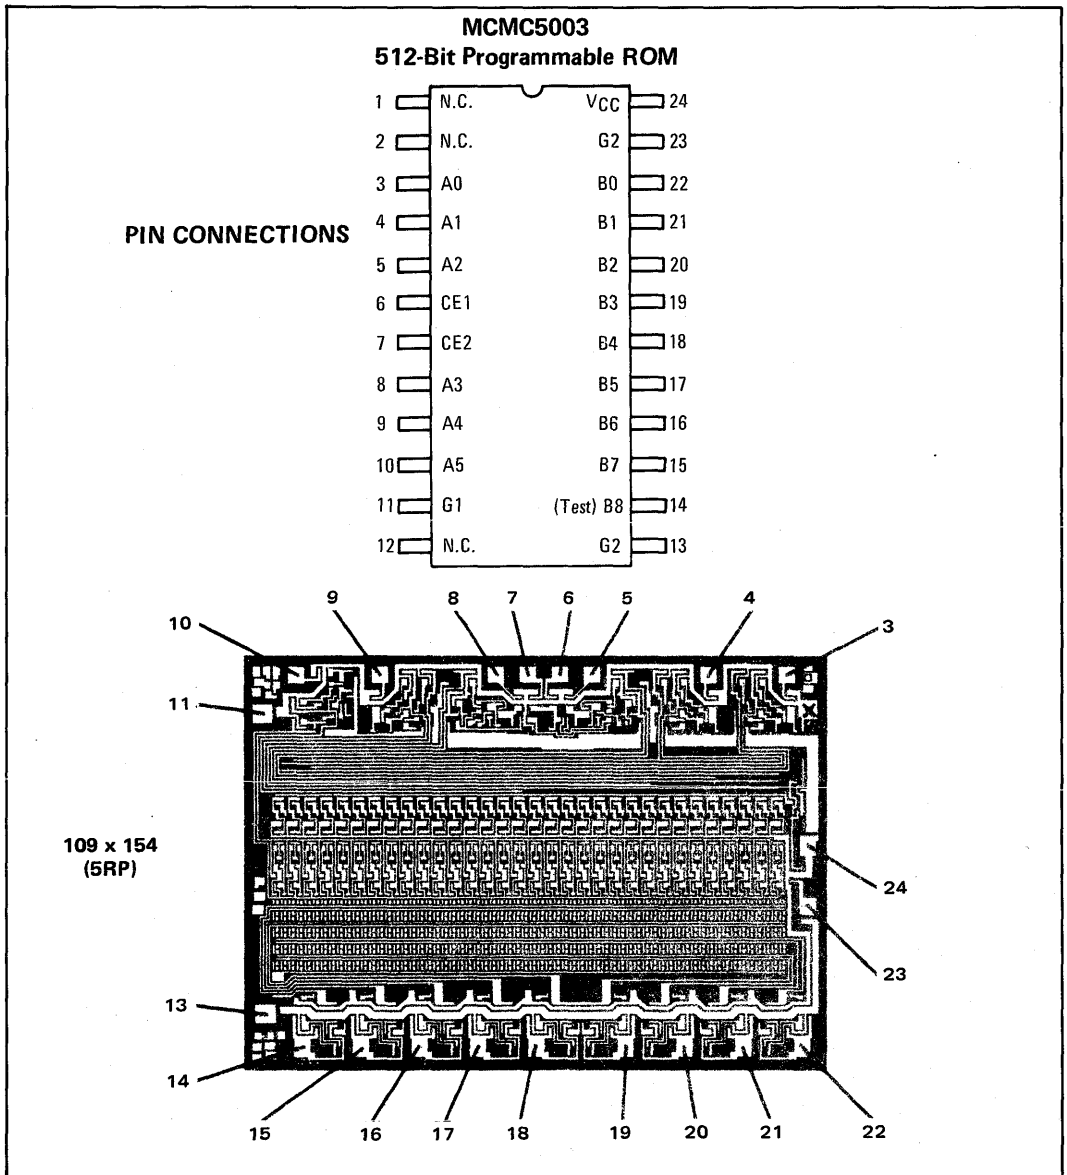 MCMC5003
512-Bit Programmable ROM
1 N.C. VCC 24
2 N.C. G2 23
3 A0 B0 22
PIN CONNECTIONS
4 A1 B1 21
5 A2 B2 20
6 CE1 B3 19
7 CE2 B4 18
8 A3 B5 17
9 A4 B6 16
10 A5 B7 15
11 G1 (Test) B8 14
12 N.C. G2 13
9 8 7 6 5 4
10 3
11
109 x 154
(5RP)
24
23
13
14
15 16 17 18 19 20 21 22